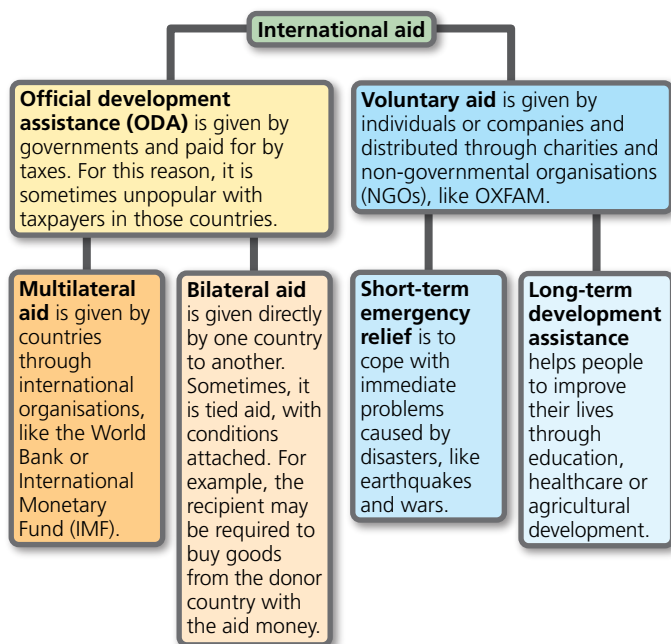 International aid
Official development
assistance (ODA) is given by
governments and paid for by
taxes. For this reason, it is
sometimes unpopular with
taxpayers in those countries.
Voluntary aid is given by
individuals or companies and
distributed through charities and
non-governmental organisations
(NGOs), like OXFAM.
Multilateral
aid is given by
countries
through
international
organisations,
like the World
Bank or
International
Monetary
Fund (IMF).
Bilateral aid
is given directly
by one country
to another.
Sometimes, it
is tied aid, with
conditions
attached. For
example, the
recipient may
be required to
buy goods
from the donor
country with
the aid money.
Short-term
emergency
relief is to
cope with
immediate
problems
caused by
disasters, like
earthquakes
and wars.
Long-term
development
assistance
helps people
to improve
their lives
through
education,
healthcare or
agricultural
development.